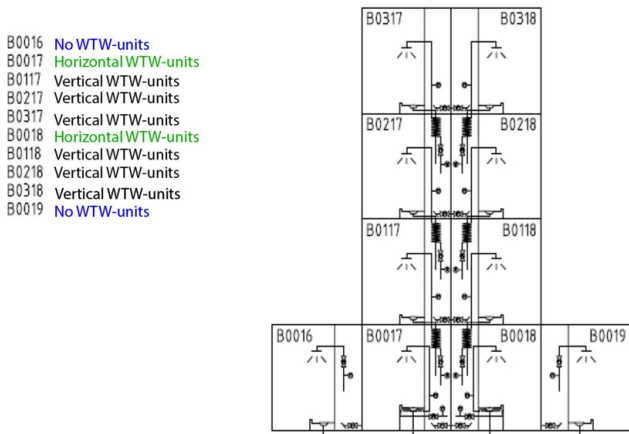 B0016 No WTW-units
B0017 Horizontal WTW-units
B0117 Vertical WTW-units
B0217 Vertical WTW-units
B0317 Vertical WTW-units
B0018 Horizontal WTW-units
B0118 Vertical WTW-units
B0218 Vertical WTW-units
B0318 Vertical WTW-units
B0019 No WTW-units
B0317 B0318
B0217 B0218
B0117 B0118
B0016 B0017 B0018 B0019